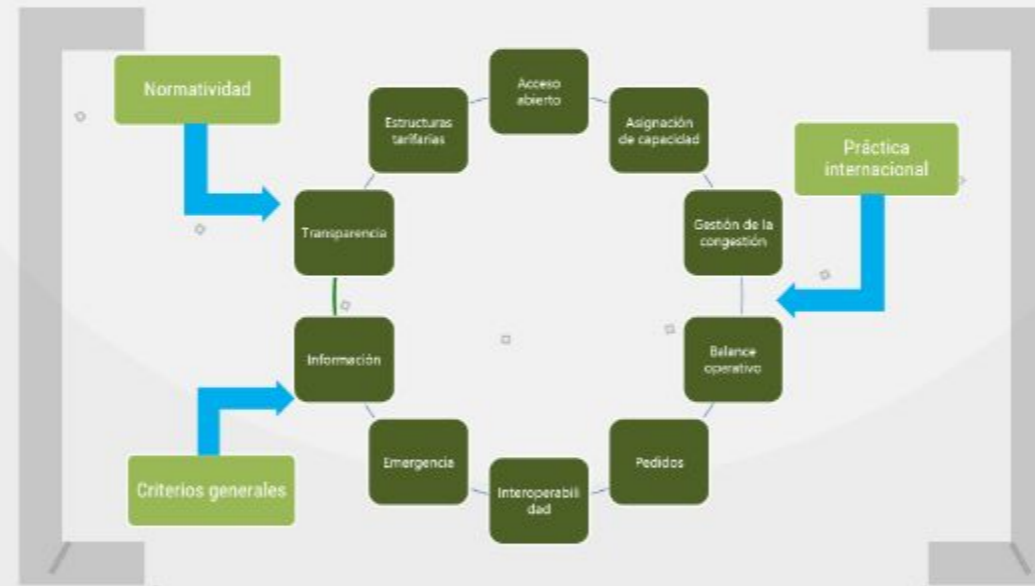 Normatividad
Acceso
abierto
Estructuras
tarifarias
Asignación
de capacidad
Práctica
internacional
Transparencia
Gestión de la
congestión
Información
Balance
operativo
Emergencia
Pedidos
Criterios generales
Interoperabili
dad